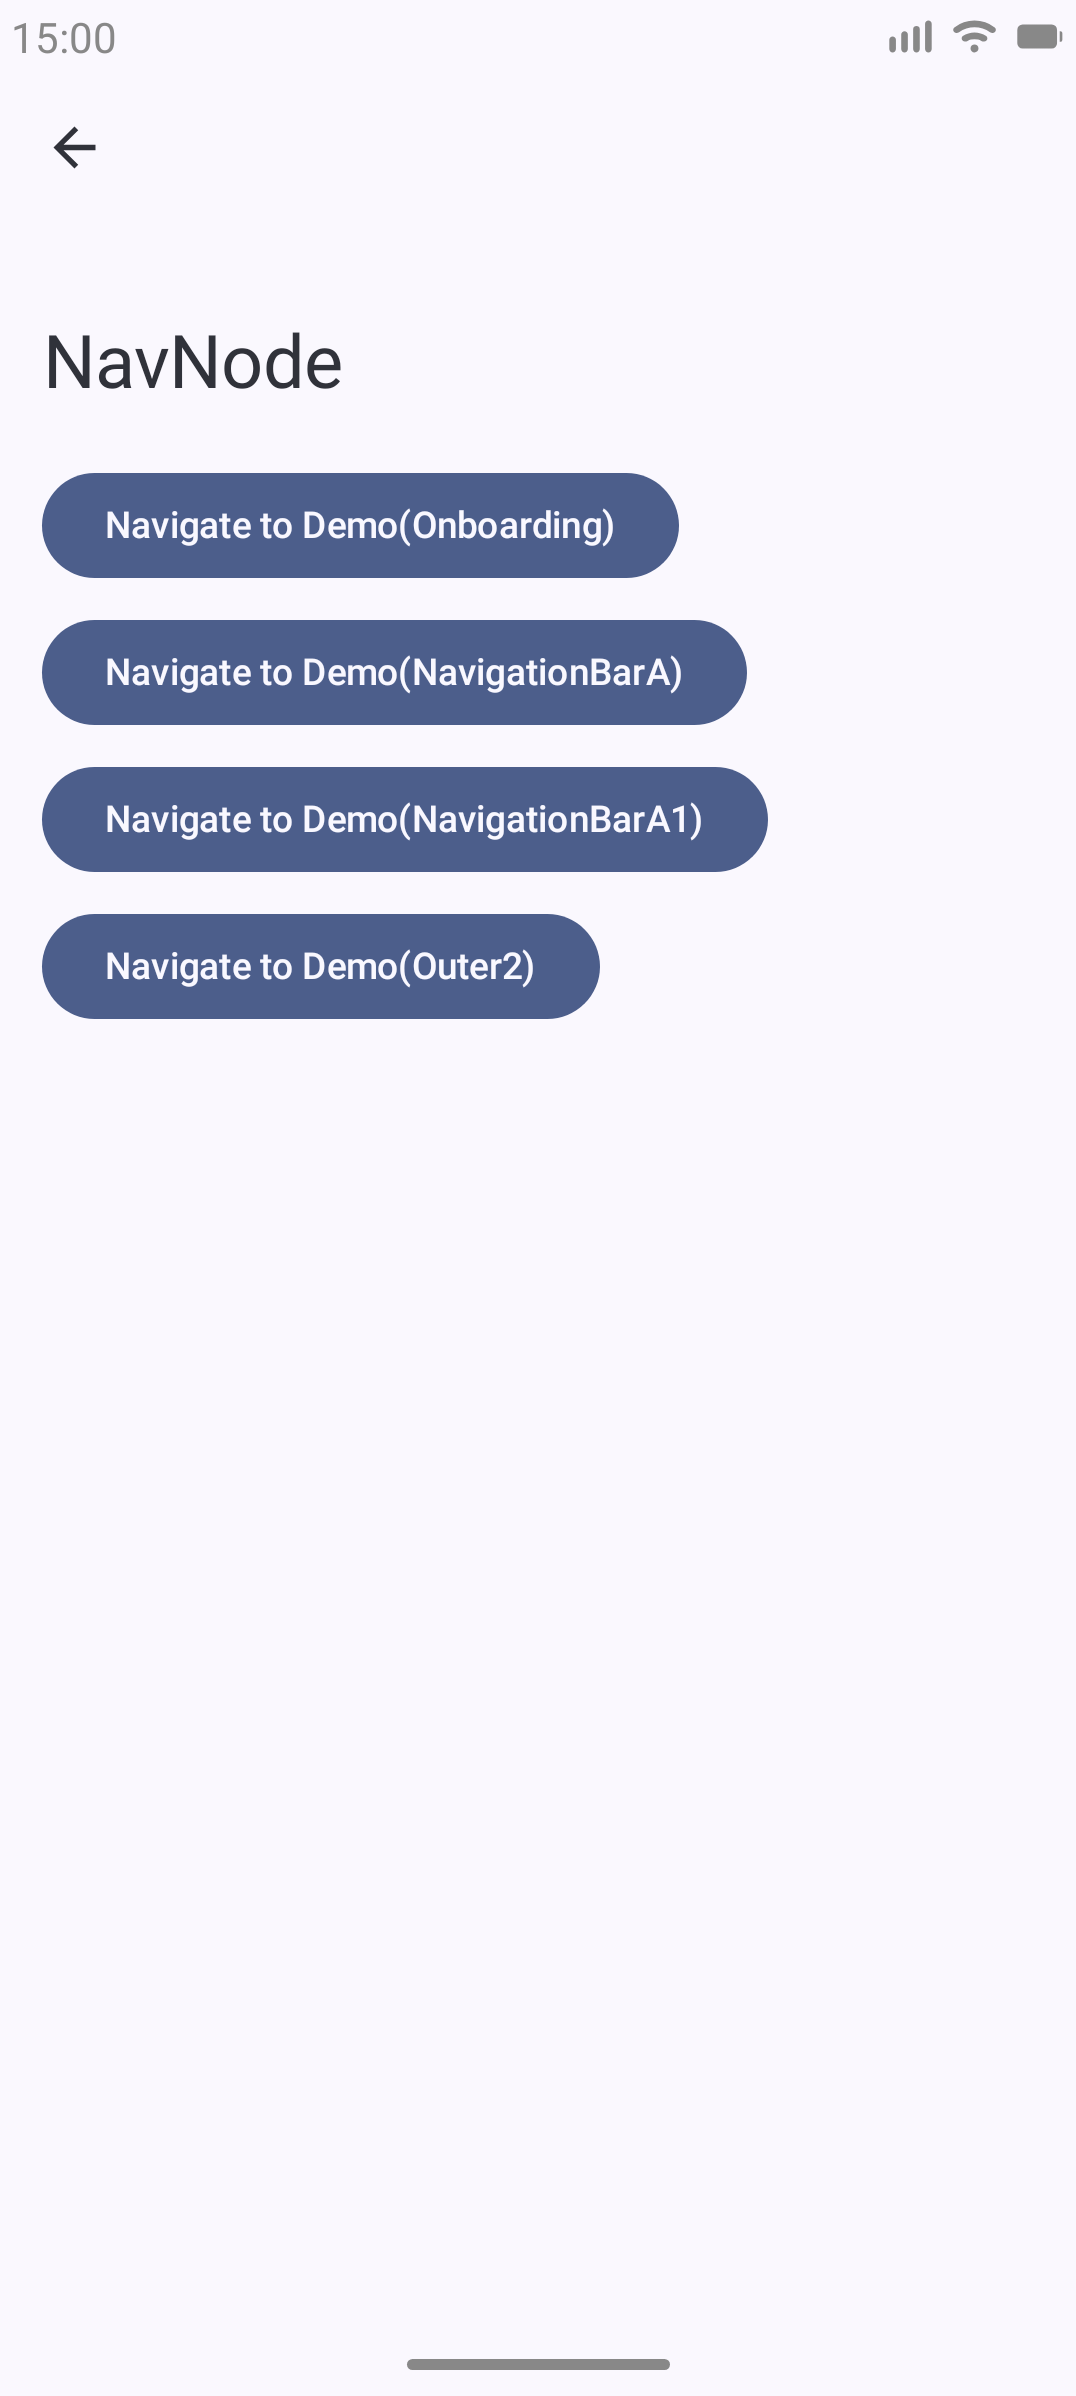 15:00
NavNode
Navigate to Demo(Onboarding)
Navigate to Demo(NavigationBarA)
Navigate to Demo(NavigationBarA1)
Navigate to Demo(Outer2)